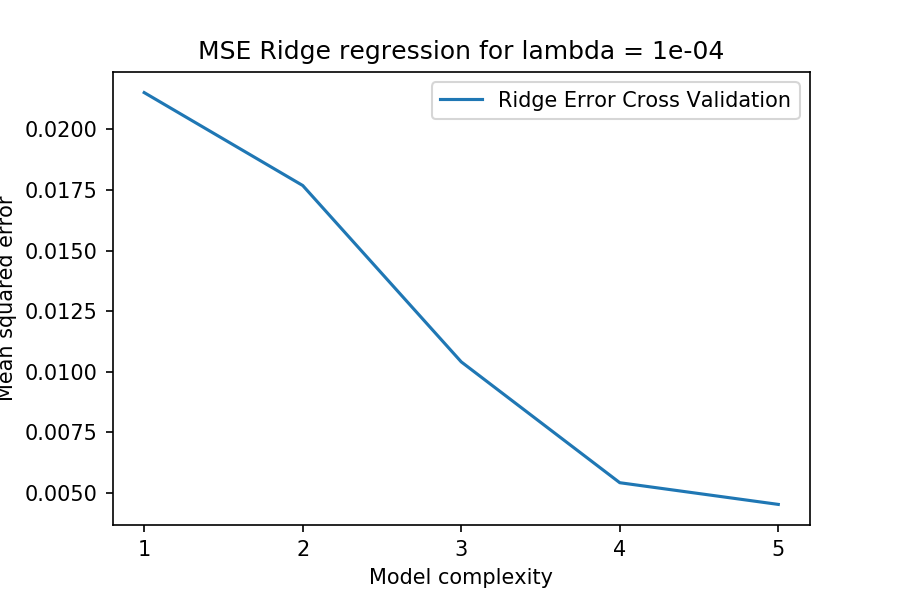 MSE Ridge regression for lambda = 1e-04
Ridge Error Cross Validation
0.0200
0.0175
0.0150
0.0125
0.0100
0.0075
0.0050
Mean squared error
1 2 3 4 5
Model complexity